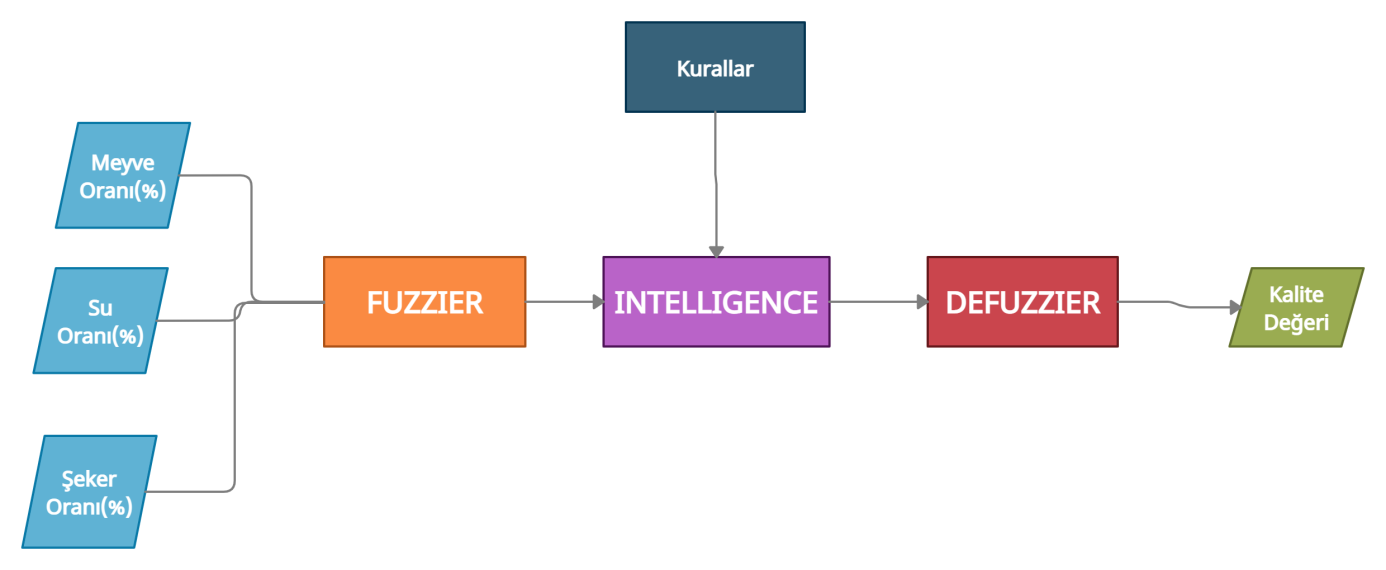 Kurallar
Meyve
Oranı(%)
Su
Oranı(%)
Şeker
Oranı(%)
FUZZIER
INTELLIGENCE
DEFUZZIER
Kalite
Değeri